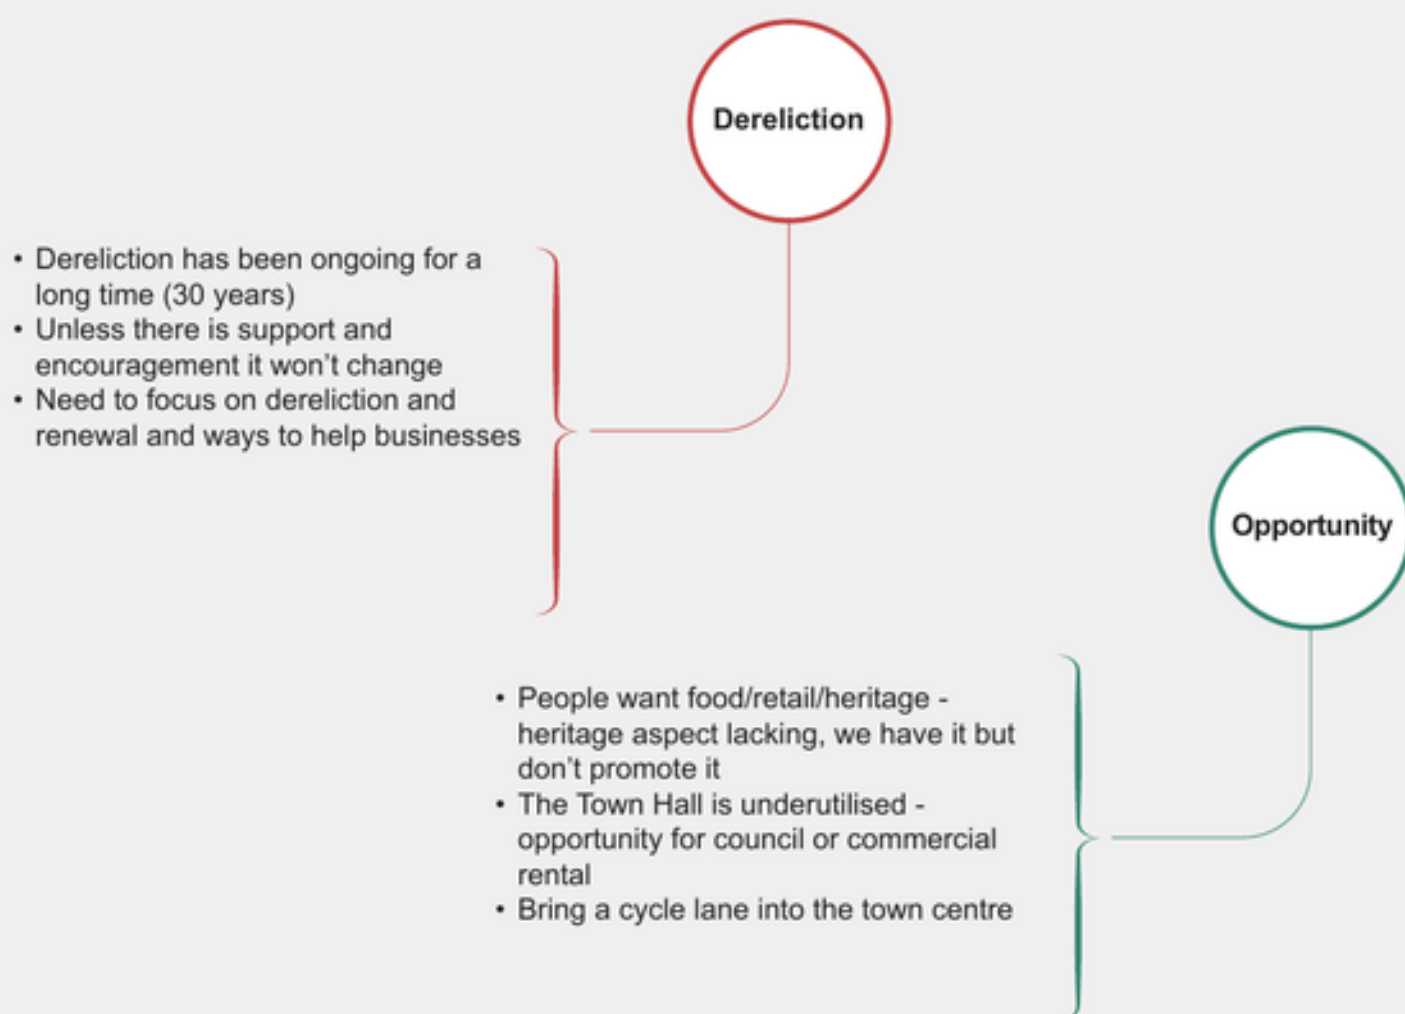 Dereliction
• Dereliction has been ongoing for a
long time (30 years)
• Unless there is support and
encouragement it won't change
• Need to focus on dereliction and
renewal and ways to help businesses
Opportunity
• People want food/retail/heritage -
heritage aspect lacking, we have it but
don't promote it
• The Town Hall is underutilised -
opportunity for council or commercial
rental
• Bring a cycle lane into the town centre